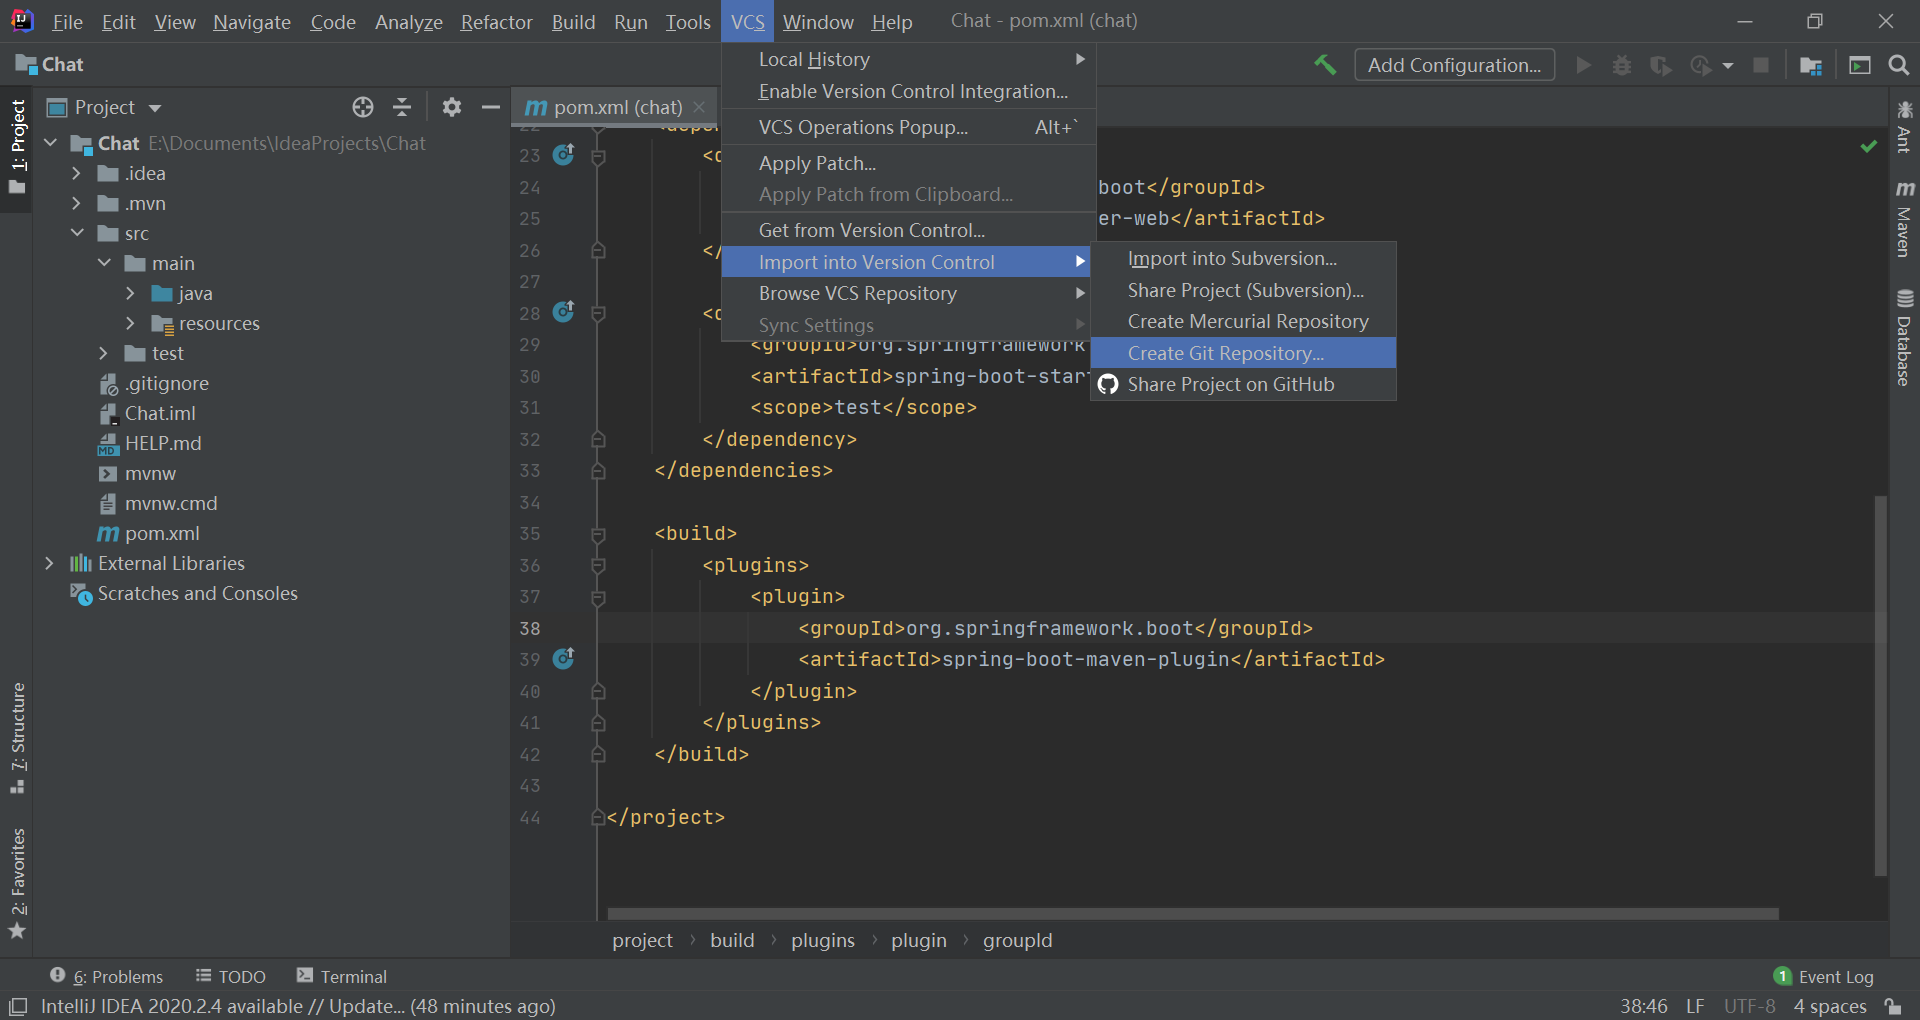 File Edit View Navigate Code Analyze Refactor Build Run Tools VCS Window Help Chat - pom.xml (chat)
Chat
Add Configuration...
1: Project
7: Structure
2: Favorites
Project
Chat E:\Documents\IdeaProjects\Chat
.idea
.mvn
src
main
java
resources
test
.gitignore
Chat.iml
HELP.md
mvnw
mvnw.cmd
pom.xml
External Libraries
Scratches and Consoles
pom.xml (chat)
Local History
Enable Version Control Integration...
VCS Operations Popup... Alt+`
Apply Patch...
Apply Patch from Clipboard...
Get from Version Control...
Import into Version Control
Browse VCS Repository
Sync Settings
Import into Subversion...
Share Project (Subversion)...
Create Mercurial Repository
Create Git Repository...
Share Project on GitHub
22 <depe
23 <d
24 boot</groupId>
25 er-web</artifactId>
26 </
27
28 <d
29 <groupId>org.springframework
30 <artifactId>spring-boot-start
31 <scope>test</scope>
32 </dependency>
33 </dependencies>
34
35 <build>
36 <plugins>
37 <plugin>
38 <groupId>org.springframework.boot</groupId>
39 <artifactId>spring-boot-maven-plugin</artifactId>
40 </plugin>
41 </plugins>
42 </build>
43
44 </project>
project › build › plugins › plugin › groupId
Ant
Maven
Database
6: Problems TODO Terminal
1 Event Log
IntelliJ IDEA 2020.2.4 available // Update... (48 minutes ago)
38:46 LF UTF-8 4 spaces